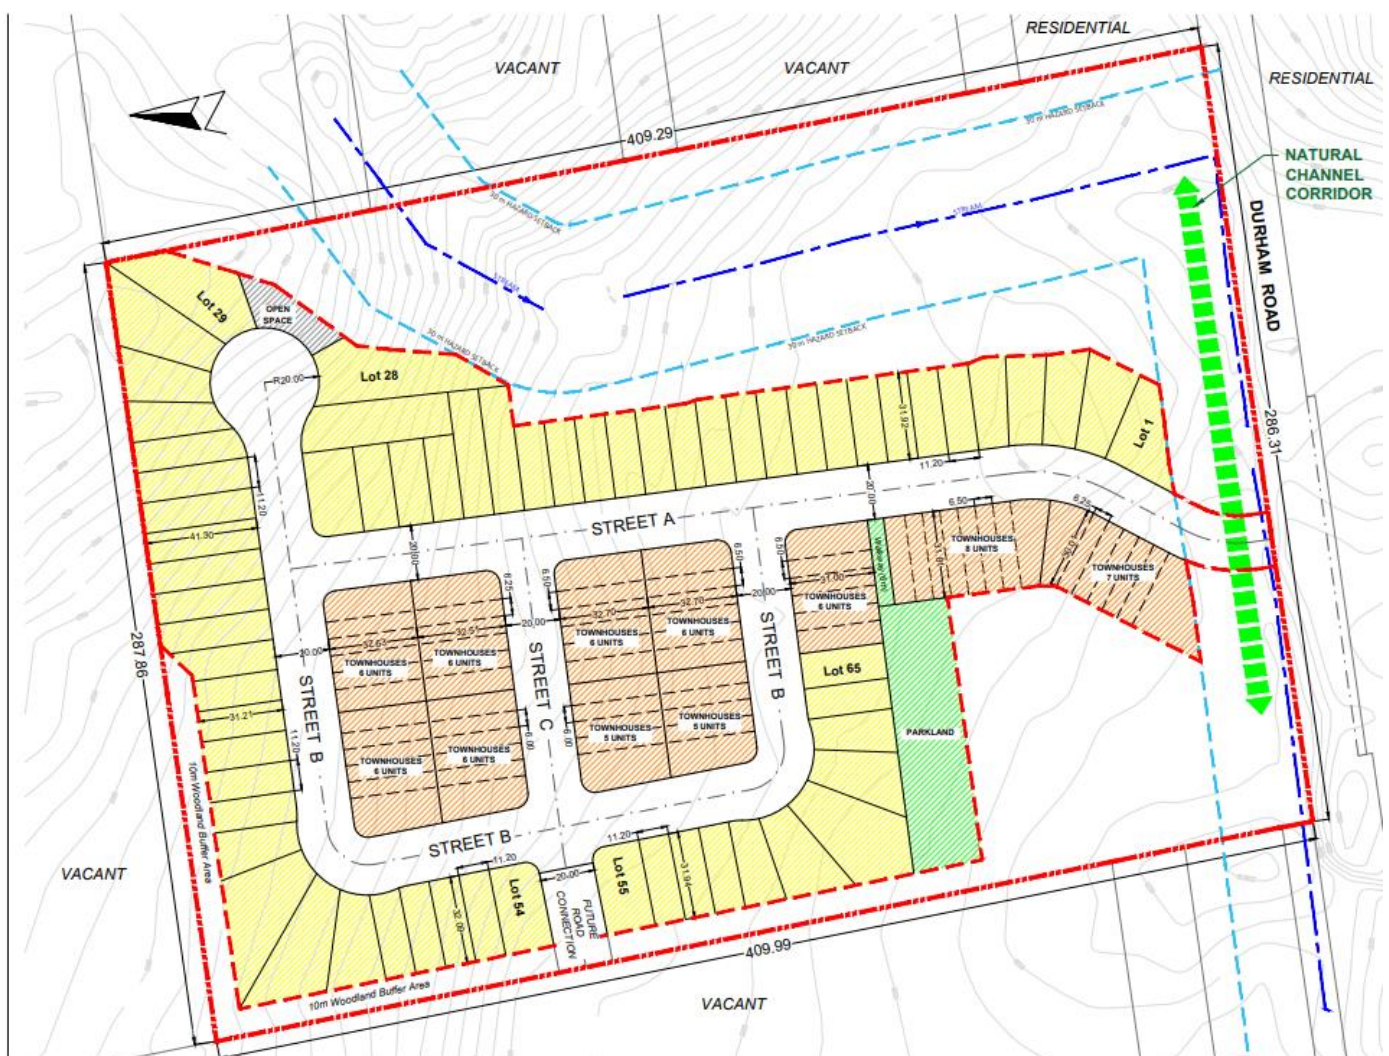 RESIDENTIAL
VACANT
VACANT
RESIDENTIAL
409.29
30 m HAZARD SETBACK
NATURAL
CHANNEL
CORRIDOR
30 m HAZARD SETBACK
STREAM
DURHAM ROAD
STREAM
Lot 29
OPEN
SPACE
30 m HAZARD SETBACK
30 m HAZARD SETBACK
R20.00
Lot 28
31.92
Lot 1
286.31
11.20
11.20
41.30
20.00
STREET A
20.00
6.50
6.25
6.50
6.50
6.25
6.50
Walkway (6m)
TOWNHOUSES
8 UNITS
30.01
TOWNHOUSES
7 UNITS
31.00
TOWNHOUSES
6 UNITS
32.63
32.51
20.00
32.70
32.70
20.00
TOWNHOUSES
6 UNITS
TOWNHOUSES
6 UNITS
20.00
TOWNHOUSES
6 UNITS
TOWNHOUSES
6 UNITS
287.86
STREET B
STREET C
STREET B
Lot 65
31.21
11.20
6.00
6.00
TOWNHOUSES
5 UNITS
TOWNHOUSES
5 UNITS
PARKLAND
TOWNHOUSES
6 UNITS
TOWNHOUSES
6 UNITS
10m Woodland Buffer Area
STREET B
11.20
11.20
VACANT
Lot 54
20.00
Lot 55
31.94
32.09
FUTURE
ROAD
CONNECTION
409.99
10m Woodland Buffer Area
VACANT